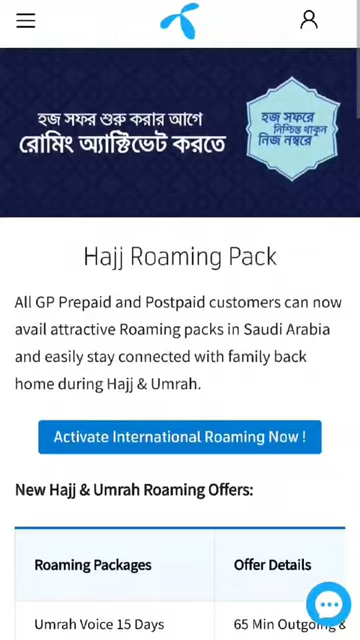 হজ সফর শুরু করার আগে
রোমিং অ্যাক্টিভেট করতে
হজ সফরে
নিশ্চিন্ত থাকুন
নিজ নম্বরে
Hajj Roaming Pack
All GP Prepaid and Postpaid customers can now
avail attractive Roaming packs in Saudi Arabia
and easily stay connected with family back
home during Hajj & Umrah.
Activate International Roaming Now !
New Hajj & Umrah Roaming Offers:
Roaming Packages Offer Details
Umrah Voice 15 Days 65 Min Outgoing &